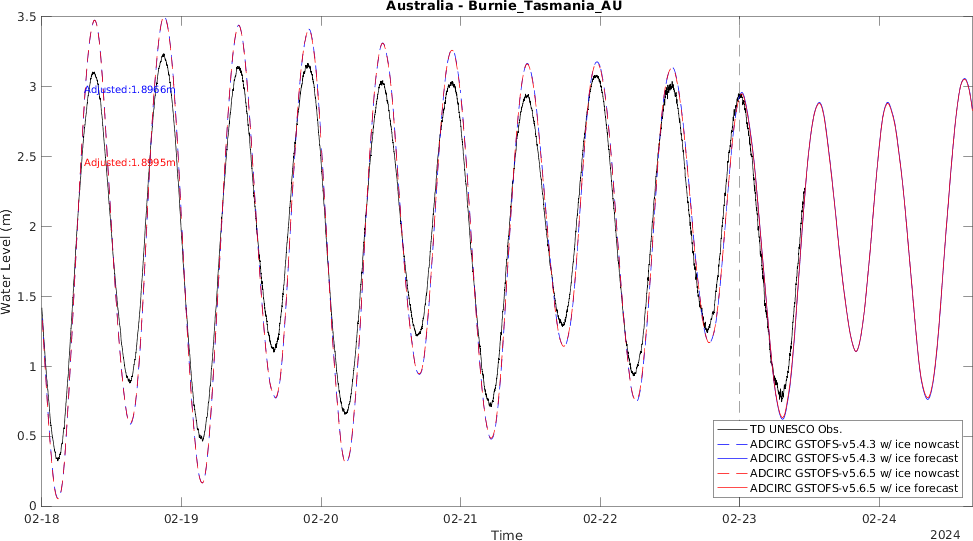 Australia - Burnie_Tasmania_AU
3.5
3
2.5
2
1.5
1
0.5
0
Water Level (m)
Adjusted:1.8966m
Adjusted:1.8995m
TD UNESCO Obs.
ADCIRC GSTOFS-v5.4.3 w/ ice nowcast
ADCIRC GSTOFS-v5.4.3 w/ ice forecast
ADCIRC GSTOFS-v5.6.5 w/ ice nowcast
ADCIRC GSTOFS-v5.6.5 w/ ice forecast
02-18 02-19 02-20 02-21 02-22 02-23 02-24
Time
2024